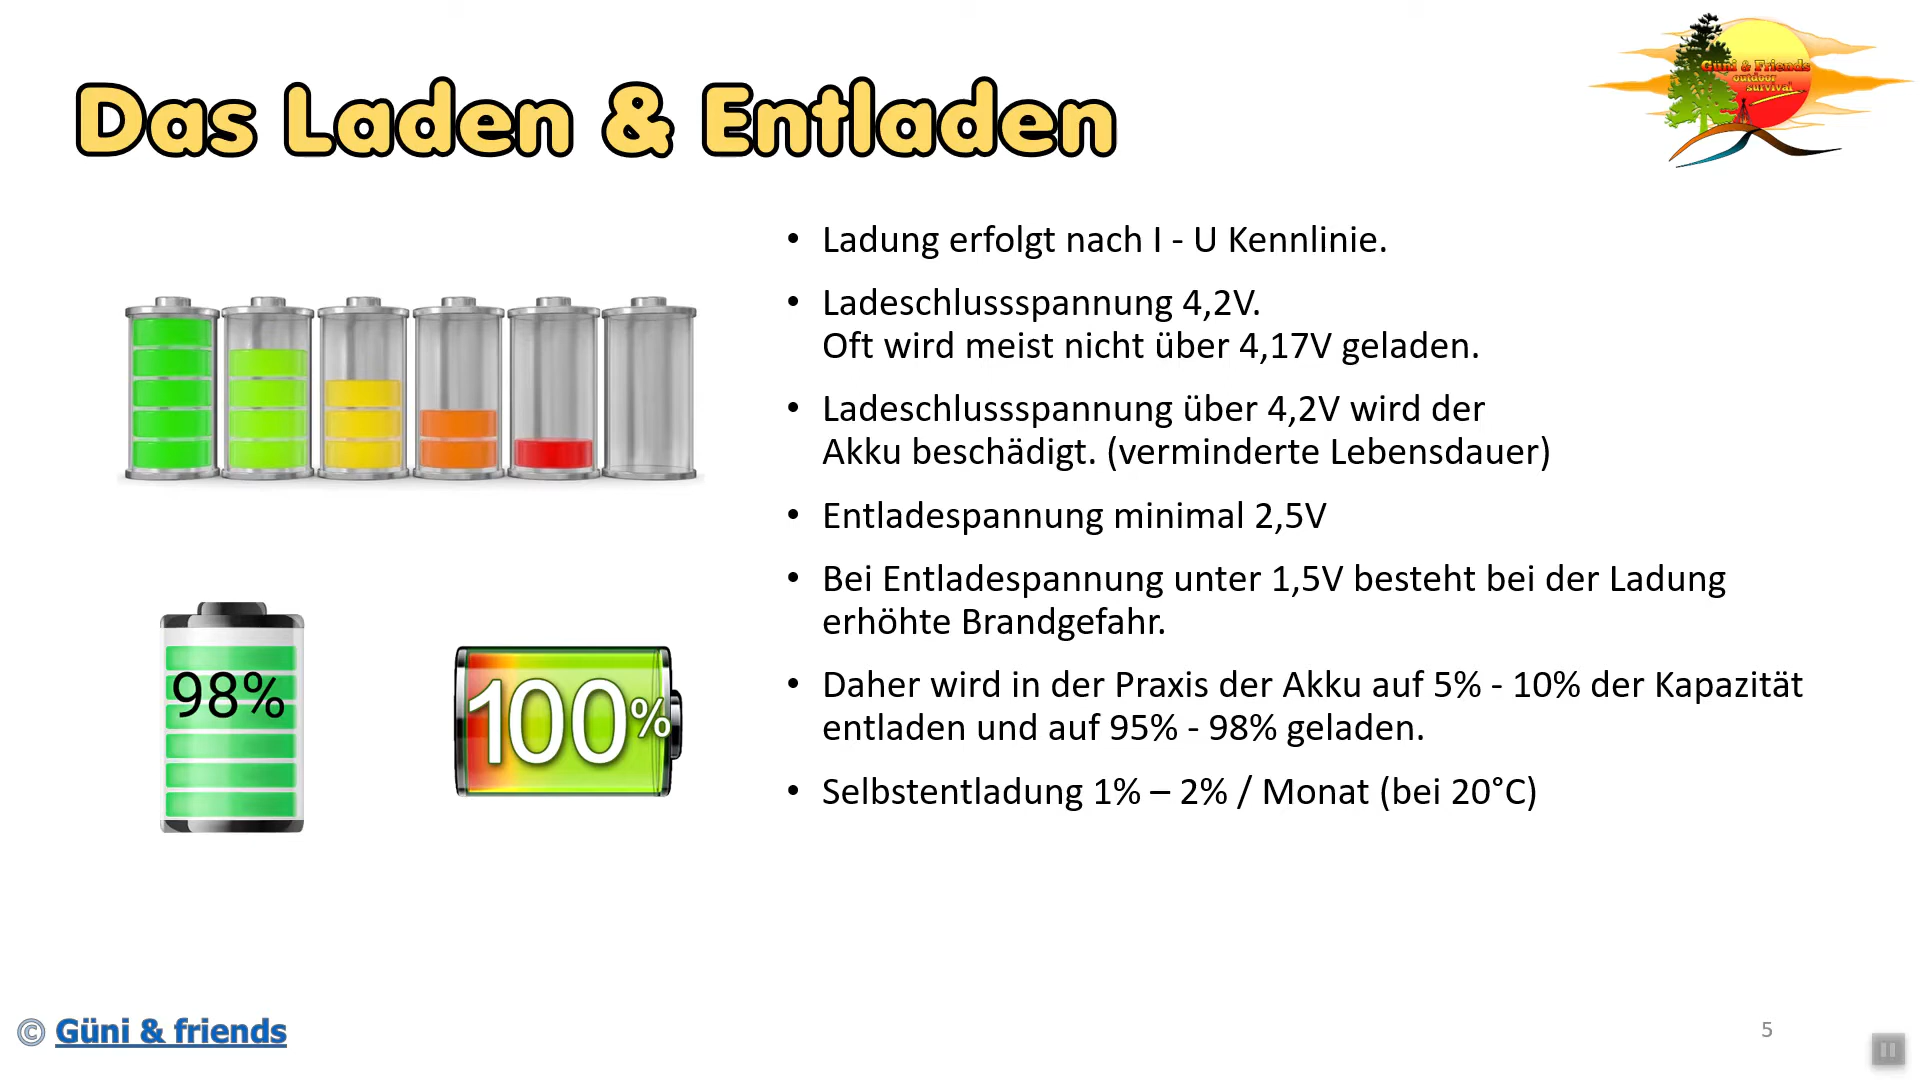 Das Laden & Entladen
Güni & Friends
outdoor
survival
• Ladung erfolgt nach I - U Kennlinie.
• Ladeschlussspannung 4,2V.
Oft wird meist nicht über 4,17V geladen.
• Ladeschlussspannung über 4,2V wird der
Akku beschädigt. (verminderte Lebensdauer)
• Entladespannung minimal 2,5V
• Bei Entladespannung unter 1,5V besteht bei der Ladung
erhöhte Brandgefahr.
• Daher wird in der Praxis der Akku auf 5% - 10% der Kapazität
entladen und auf 95% - 98% geladen.
• Selbstentladung 1% – 2% / Monat (bei 20°C)
98%
100%
© Güni & friends
5